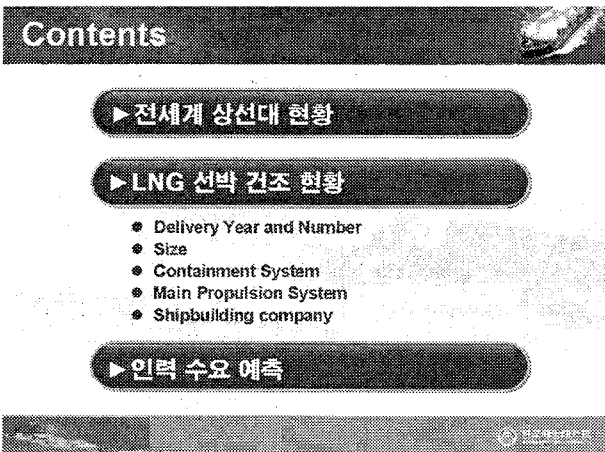 Contents
►전세계 상선대 현황
►LNG 선박 건조 현황
● Delivery Year and Number
● Size
● Containment System
● Main Propulsion System
● Shipbuilding company
►인력 수요 예측